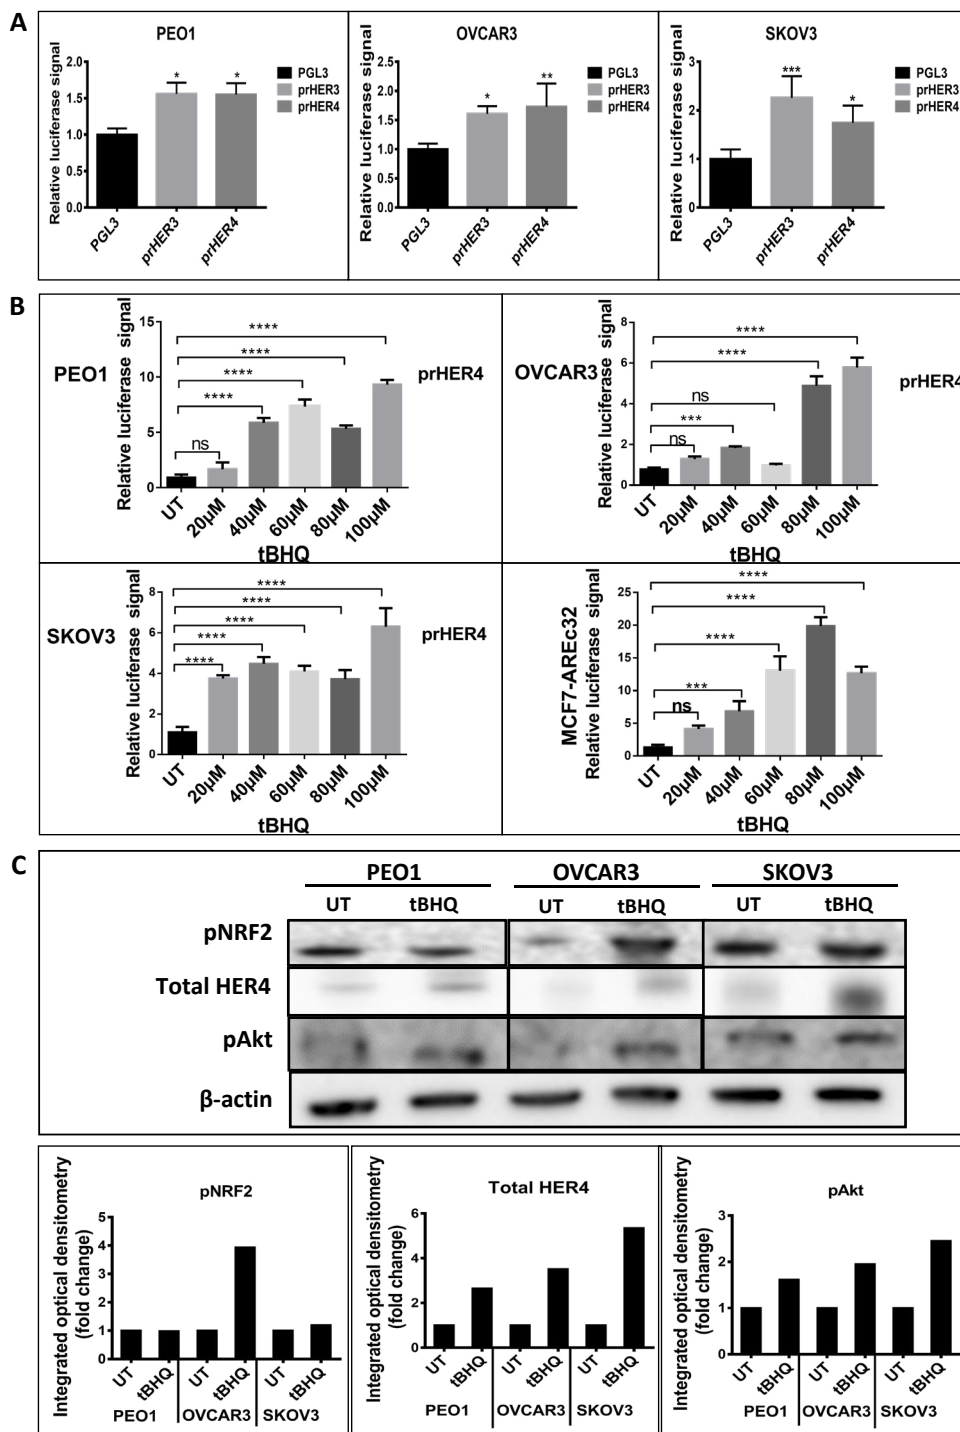 A
PEO1
Relative luciferase signal
2.0
1.5
1.0
0.5
0.0
*
*
PGL3
prHER3
prHER4
PGL3
prHER3
prHER4
OVCAR3
Relative luciferase signal
2.5
2.0
1.5
1.0
0.5
0.0
*
**
PGL3
prHER3
prHER4
PGL3
prHER3
prHER4
SKOV3
Relative luciferase signal
3
2
1
0
***
*
PGL3
prHER3
prHER4
PGL3
prHER3
prHER4
B
PEO1
Relative luciferase signal
15
10
5
0
****
****
****
****
ns
prHER4
UT
20µM
40µM
60µM
80µM
100µM
tBHQ
OVCAR3
Relative luciferase signal
8
6
4
2
0
****
****
ns
***
ns
prHER4
UT
20µM
40µM
60µM
80µM
100µM
tBHQ
SKOV3
Relative luciferase signal
8
6
4
2
0
****
****
****
****
****
prHER4
UT
20µM
40µM
60µM
80µM
100µM
tBHQ
MCF7-AREc32
Relative luciferase signal
25
20
15
10
5
0
****
****
****
***
ns
UT
20µM
40µM
60µM
80µM
100µM
tBHQ
C
PEO1 OVCAR3 SKOV3
UT tBHQ UT tBHQ UT tBHQ
pNRF2
Total HER4
pAkt
β-actin
pNRF2
Integrated optical densitometry
(fold change)
5
4
3
2
1
0
UT tBHQ UT tBHQ UT tBHQ
PEO1 OVCAR3 SKOV3
Total HER4
Integrated optical densitometry
(fold change)
6
4
2
0
UT tBHQ UT tBHQ UT tBHQ
PEO1 OVCAR3 SKOV3
pAkt
Integrated optical densitometry
(fold change)
3
2
1
0
UT tBHQ UT tBHQ UT tBHQ
PEO1 OVCAR3 SKOV3